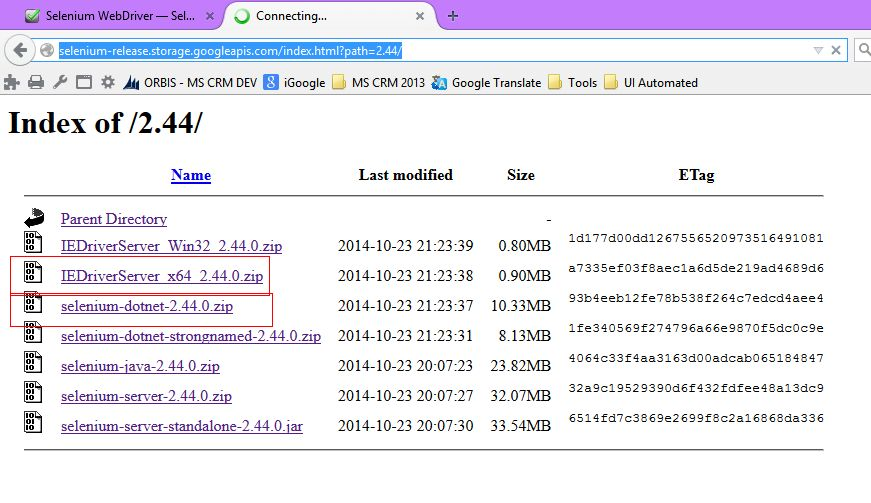 Selenium WebDriver — Sel... × Connecting... × +
selenium-release.storage.googleapis.com/index.html?path=2.44/
ORBIS - MS CRM DEV iGoogle MS CRM 2013 Google Translate Tools UI Automated
Index of /2.44/
Name Last modified Size ETag
Parent Directory -
IEDriverServer_Win32_2.44.0.zip 2014-10-23 21:23:39 0.80MB 1d177d00dd1267556520973516491081
IEDriverServer_x64_2.44.0.zip 2014-10-23 21:23:38 0.90MB a7335ef03f8aec1a6d5de219ad4689d6
selenium-dotnet-2.44.0.zip 2014-10-23 21:23:37 10.33MB 93b4eeb12fe78b538f264c7edcd4aee4
selenium-dotnet-strongnamed-2.44.0.zip 2014-10-23 21:23:31 8.13MB 1fe340569f274796a66e9870f5dc0c9e
selenium-java-2.44.0.zip 2014-10-23 20:07:23 23.82MB 4064c33f4aa3163d00adcab065184847
selenium-server-2.44.0.zip 2014-10-23 20:07:27 32.07MB 32a9c19529390d6f432fdfee48a13dc9
selenium-server-standalone-2.44.0.jar 2014-10-23 20:07:30 33.54MB 6514fd7c3869e2699f8c2a16868da336